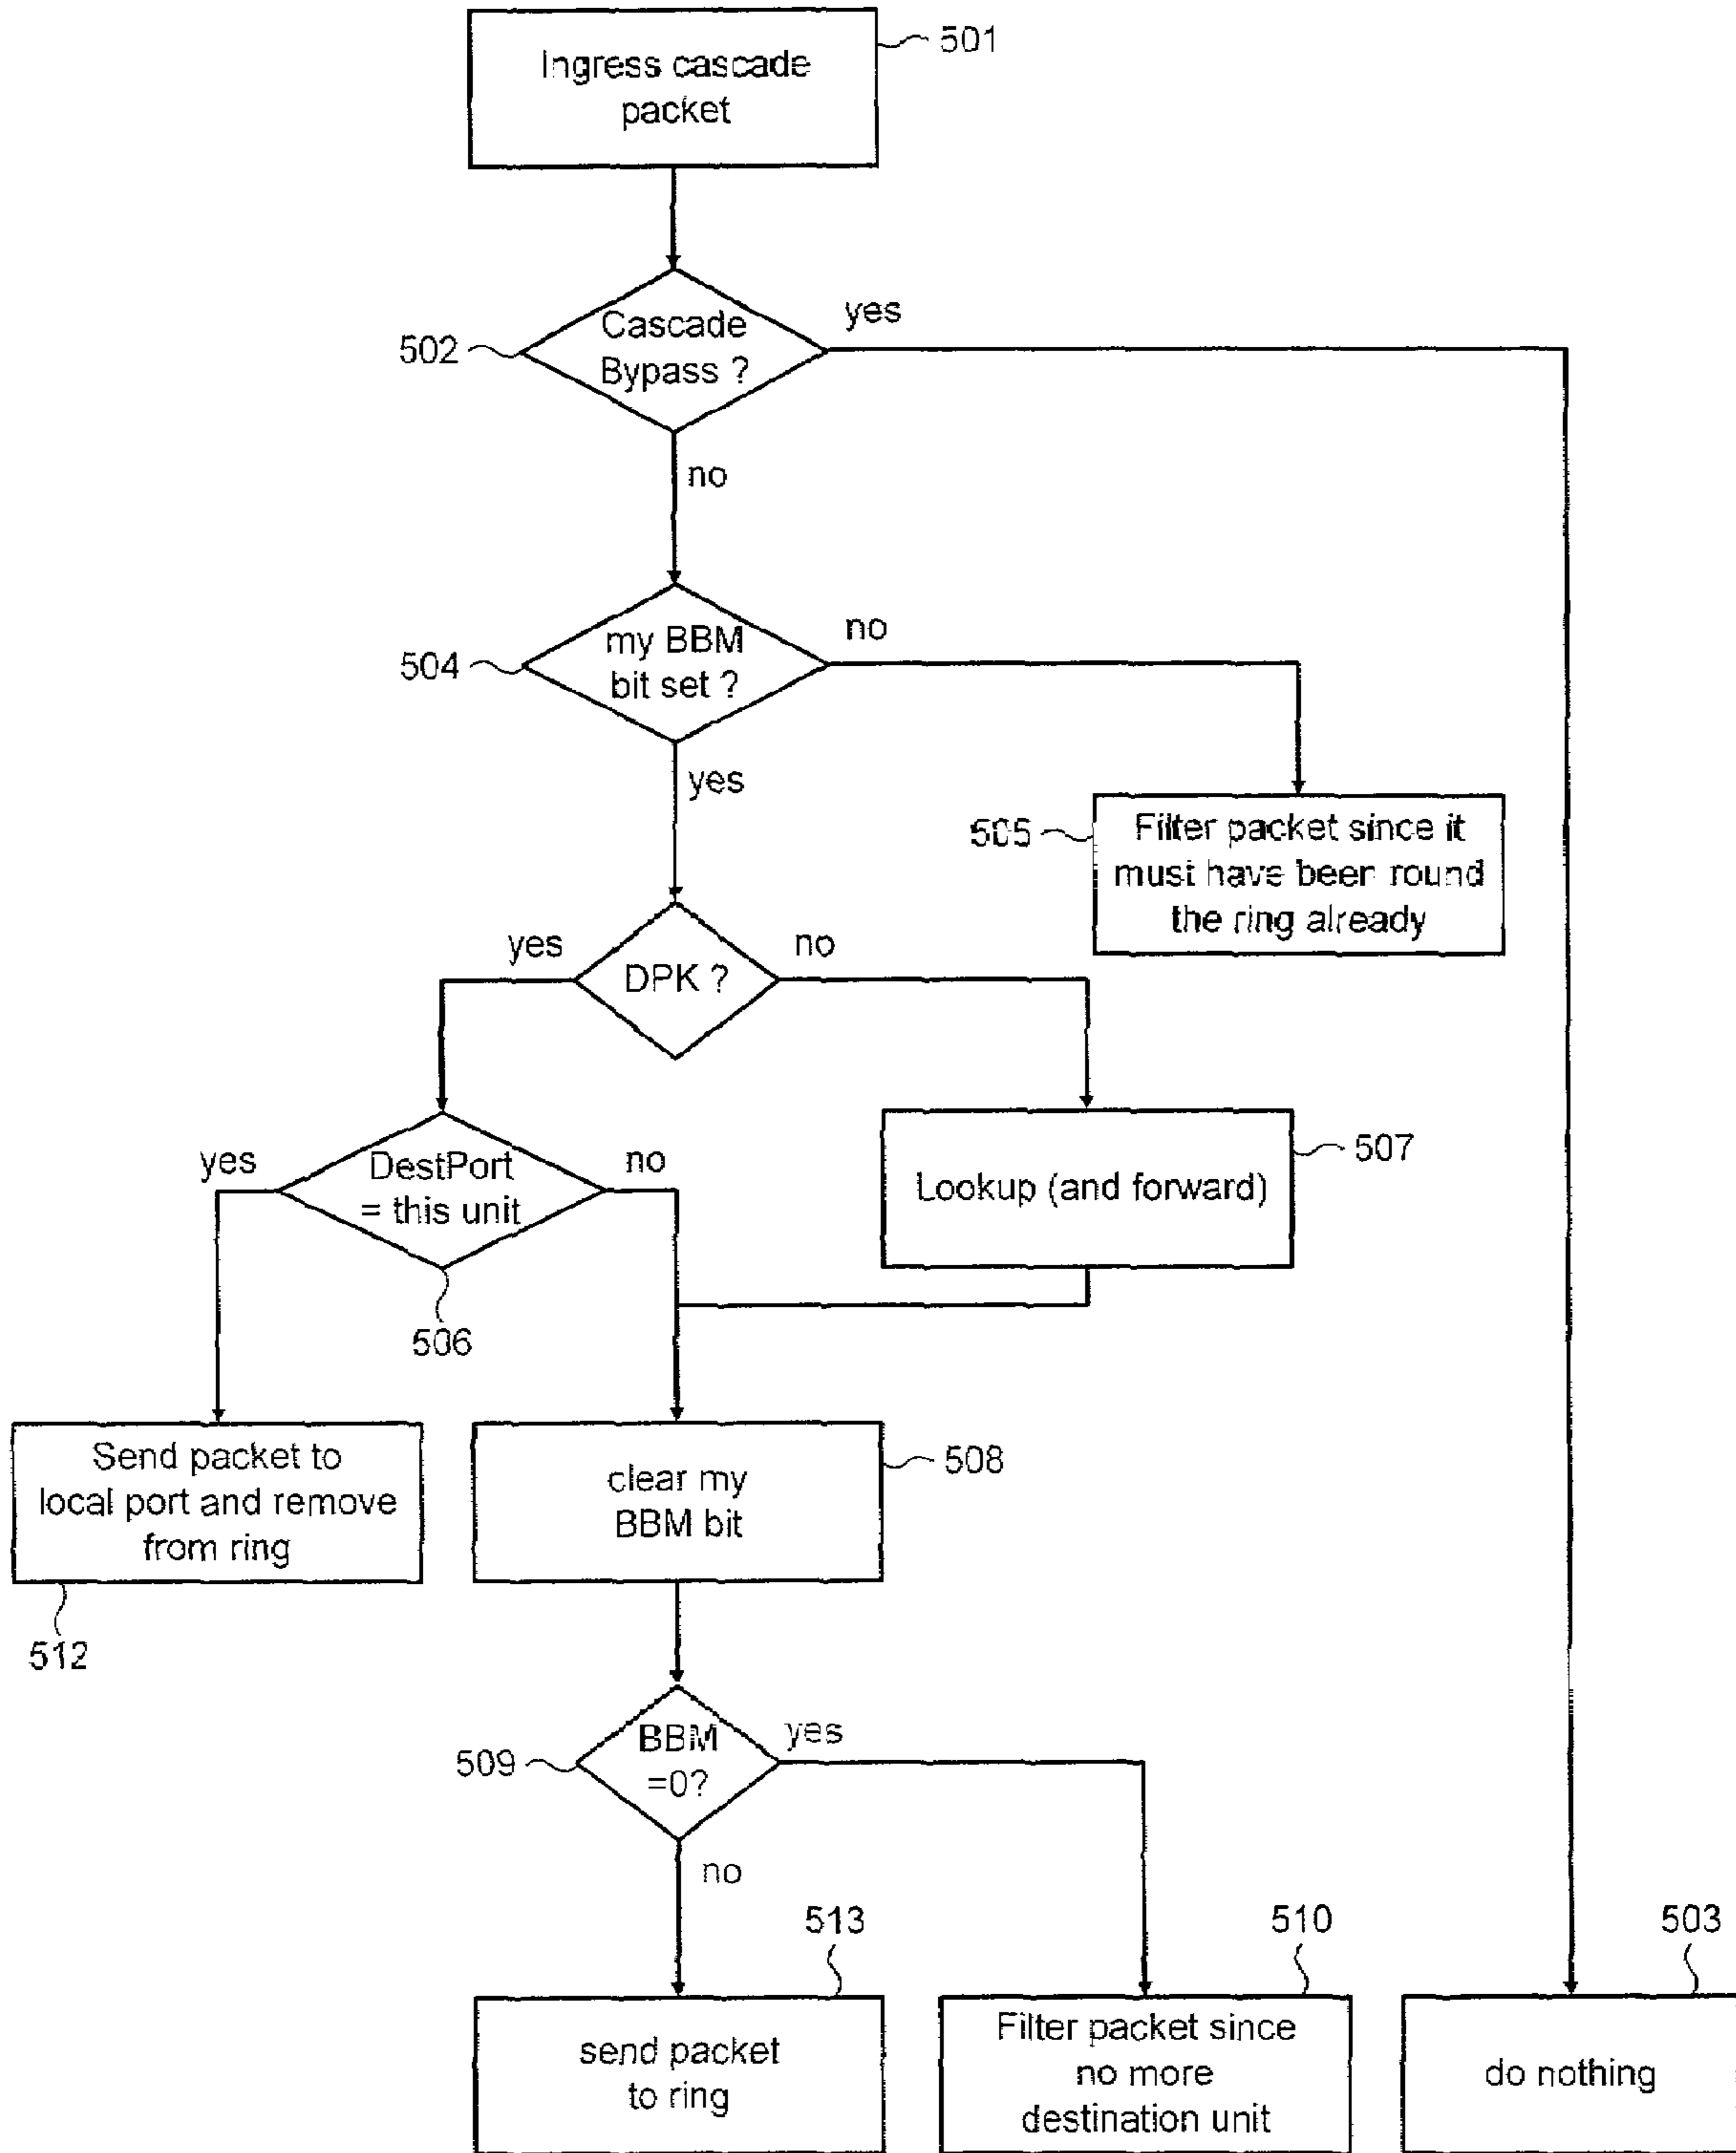 Ingress cascade
packet
501
Cascade
Bypass ?
502
yes
no
my BBM
bit set ?
504
no
yes
505
Filter packet since it
must have been round
the ring already
yes
DPK ?
no
yes
DestPort
= this unit
no
506
Lookup (and forward)
507
Send packet to
local port and remove
from ring
512
clear my
BBM bit
508
BBM
=0?
509
yes
no
513
510
503
send packet
to ring
Filter packet since
no more
destination unit
do nothing